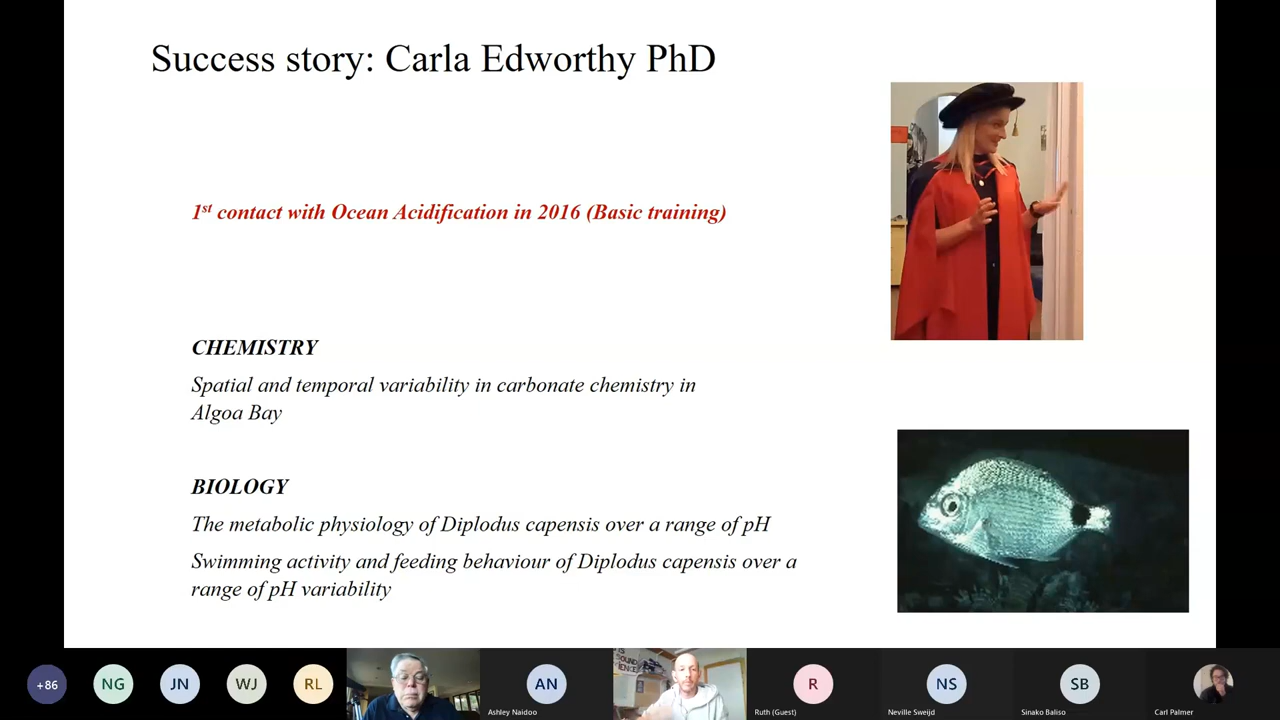 Success story: Carla Edworthy PhD
1st contact with Ocean Acidification in 2016 (Basic training)
CHEMISTRY
Spatial and temporal variability in carbonate chemistry in
Algoa Bay
BIOLOGY
The metabolic physiology of Diplodus capensis over a range of pH
Swimming activity and feeding behaviour of Diplodus capensis over a
range of pH variability
+86
NG
JN
WJ
RL
AN
Ashley Naidoo
R
Ruth (Guest)
NS
Neville Sweijd
SB
Sinako Baliso
Carl Palmer